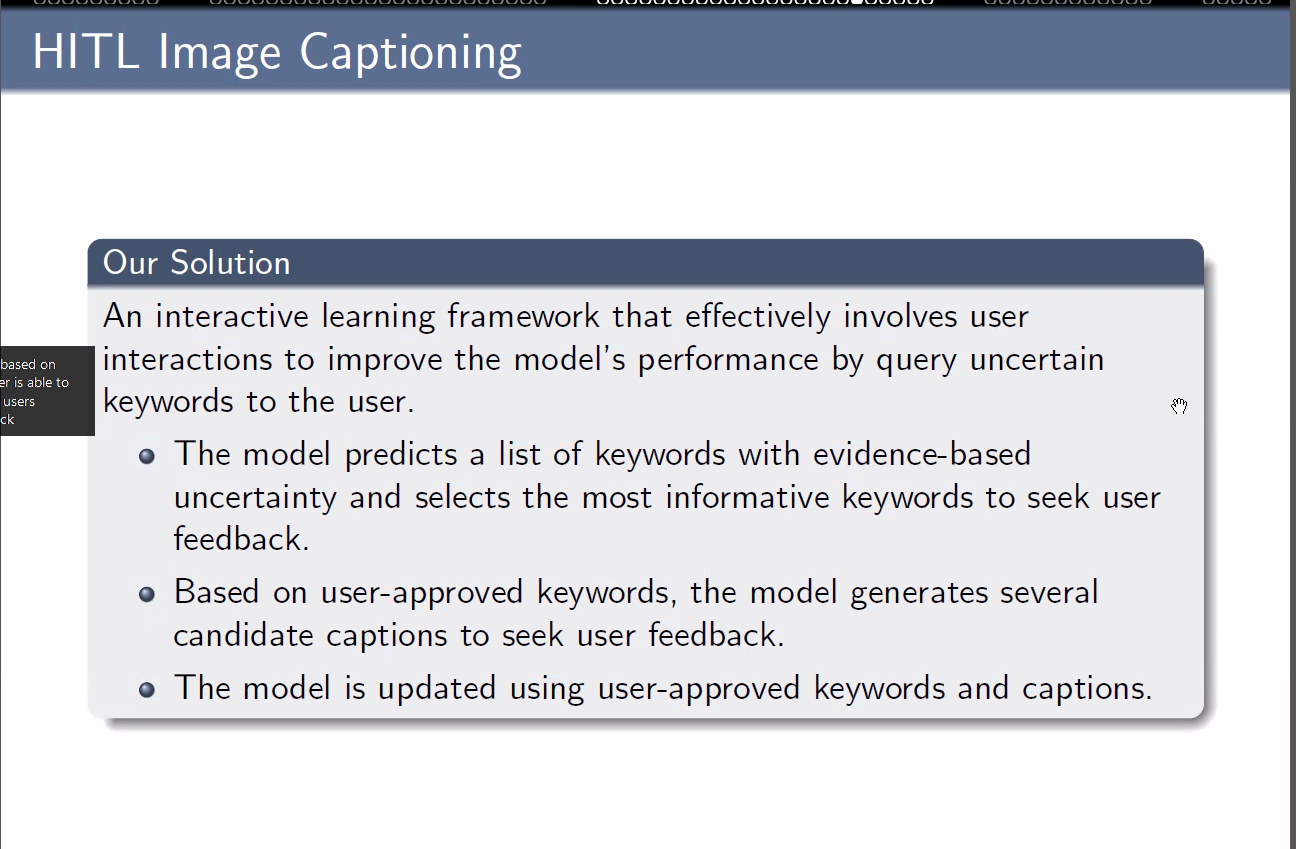 HITL Image Captioning
Our Solution
An interactive learning framework that effectively involves user
interactions to improve the model's performance by query uncertain
keywords to the user.
The model predicts a list of keywords with evidence-based
uncertainty and selects the most informative keywords to seek user
feedback.
Based on user-approved keywords, the model generates several
candidate captions to seek user feedback.
The model is updated using user-approved keywords and captions.
based on
er is able to
users
ck